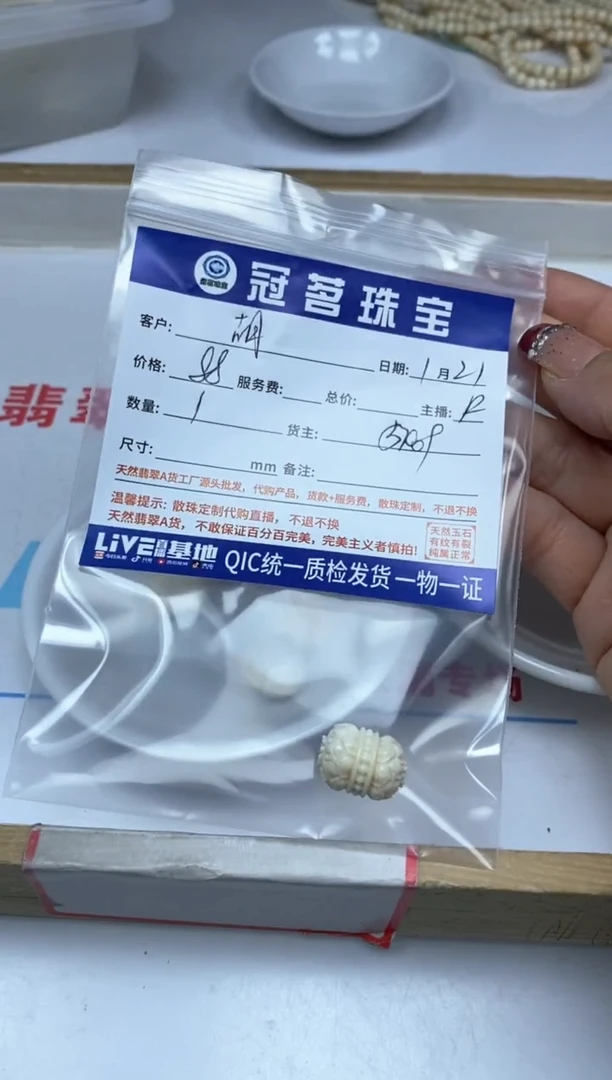 冠茗珠宝
客户: 胡
日期: 1月21
价格: 88 服务费: 总价: 主播: R
数量: 1 货主:
尺寸: mm 备注:
天然翡翠A货工厂源头批发，代购产品，货款+服务费，散珠定制，不退不换
温馨提示: 散珠定制代购直播，不退不换
天然翡翠A货，不敢保证百分百完美，完美主义者慎拍!
天然玉石
有纹有裂
纯属正常
LiVE直播基地 QIC统一质检发货一物一证
翡翠